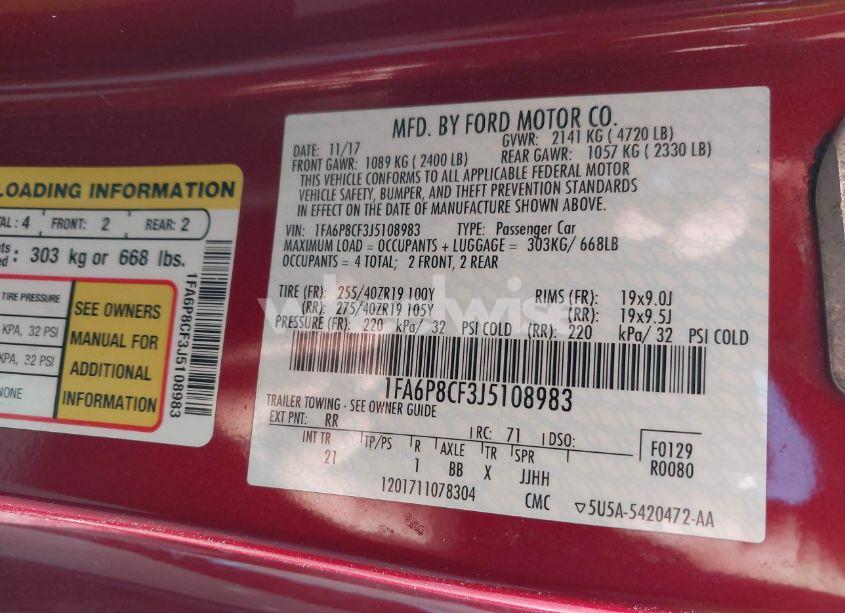 MFD. BY FORD MOTOR CO.
DATE: 11/17 GVWR: 2141 KG ( 4720 LB)
FRONT GAWR: 1089 KG ( 2400 LB) REAR GAWR: 1057 KG ( 2330 LB)
THIS VEHICLE CONFORMS TO ALL APPLICABLE FEDERAL MOTOR
VEHICLE SAFETY, BUMPER, AND THEFT PREVENTION STANDARDS
IN EFFECT ON THE DATE OF MANUFACTURE SHOWN ABOVE.
VIN: 1FA6P8CF3J5108983 TYPE: Passenger Car
MAXIMUM LOAD = OCCUPANTS + LUGGAGE = 303KG/ 668LB
OCCUPANTS = 4 TOTAL; 2 FRONT, 2 REAR
TIRE (FR): 255/40ZR19 100Y RIMS (FR): 19x9.0J
(RR): 275/40ZR19 105Y (RR): 19x9.5J
PRESSURE (FR): 220 kPa/ 32 PSI COLD (RR): 220 kPa/ 32 PSI COLD
1FA6P8CF3J5108983
TRAILER TOWING - SEE OWNER GUIDE
EXT PNT: RR RC: 71 DSO:
INT TR TP/PS R AXLE TR SPR
21 1 BB X JJHH
F0129
R0080
1201711078304 CMC ▽5U5A-5420472-AA
LOADING INFORMATION
: 4 FRONT: 2 REAR: 2
: 303 kg or 668 lbs.
TIRE PRESSURE
KPA, 32 PSI
KPA, 32 PSI
NONE
SEE OWNERS
MANUAL FOR
ADDITIONAL
INFORMATION
1FA6P8CF3J5108983